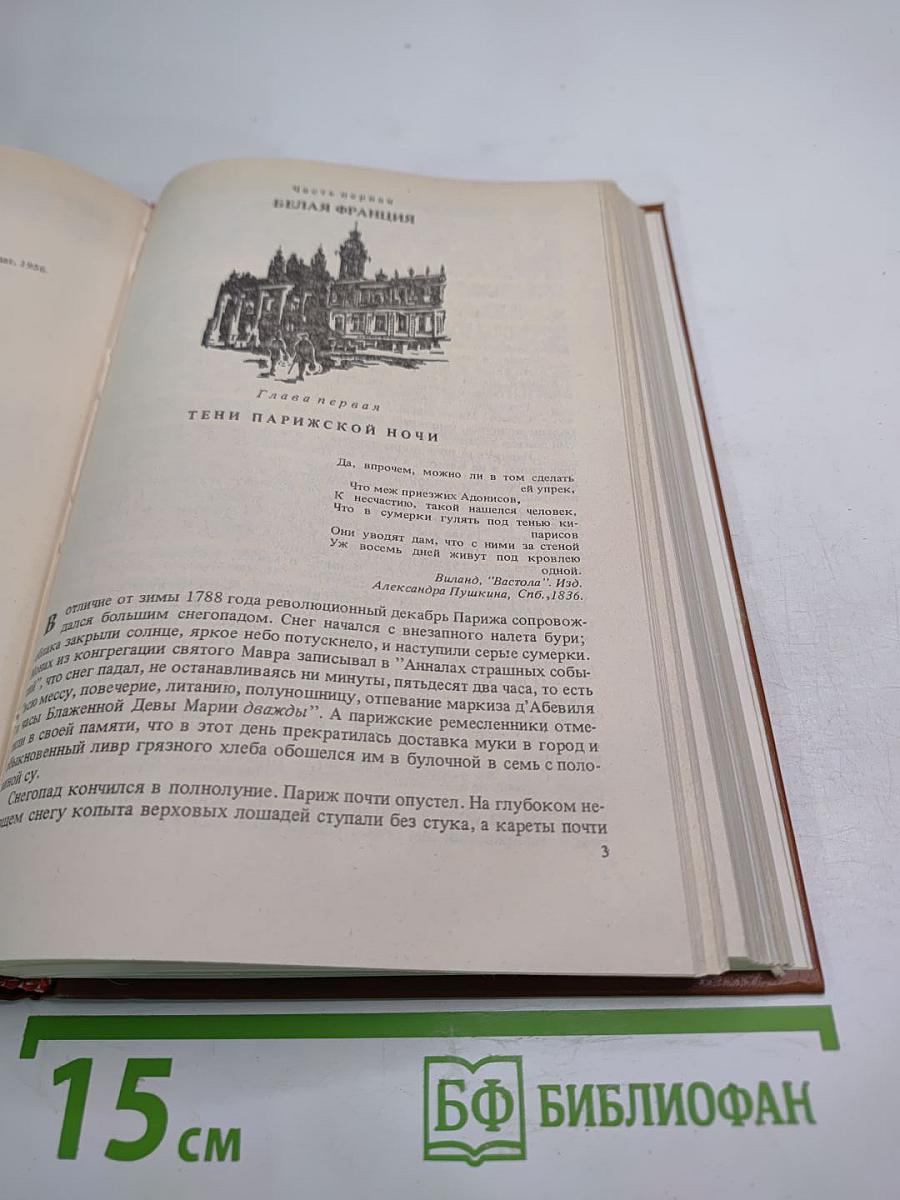 1956.
Часть первая
БЕЛАЯ ФРАНЦИЯ
Глава первая
ТЕНИ ПАРИЖСКОЙ НОЧИ
Да, впрочем, можно ли в том сделать
ей упрек,
Что меж приезжих Адонисов,
К несчастию, такой нашелся человек,
Что в сумерки гулять под тенью ки-
парисов
Они уводят дам, что с ними за стеной
Уж восемь дней живут под кровлею
одной.
Виланд, "Вастола". Изд.
Александра Пушкина, Спб.,1836.
В отличие от зимы 1788 года революционный декабрь Парижа сопровож-
дался большим снегопадом. Снег начался с внезапного налета бури;
облака закрыли солнце, яркое небо потускнело, и наступили серые сумерки.
Монах из конгрегации святого Мавра записывал в "Анналах страшных собы-
тий", что снег падал, не останавливаясь ни минуты, пятьдесят два часа, то есть
всю мессу, повечерие, литанию, полуношницу, отпевание маркиза д'Абевиля
и часы Блаженной Девы Марии дважды". А парижские ремесленники отме-
в своей памяти, что в этот день прекратилась доставка муки в город и
обыкновенный ливр грязного хлеба обошелся им в булочной в семь с поло-
виной су.
Снегопад кончился в полнолуние. Париж почти опустел. На глубоком не-
снегу копыта верховых лошадей ступали без стука, а кареты почти
3
15 см
БФ БИБЛИОФАН